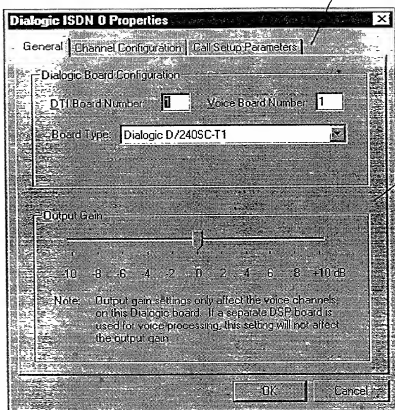 Dialogic ISDN 0 Properties
General Channel Configuration Call Setup Parameters
Dialogic Board Configuration
DTI Board Number: 1 Voice Board Number: 1
Board Type: Dialogic D/240SC-T1
Output Gain
-10 -8 -6 -4 -2 0 2 4 6 8 +10 dB
Note: Output gain settings only affect the voice channels
on this Dialogic board. If a separate DSP board is
used for voice processing, this setting will not affect
the output gain.
OK Cancel